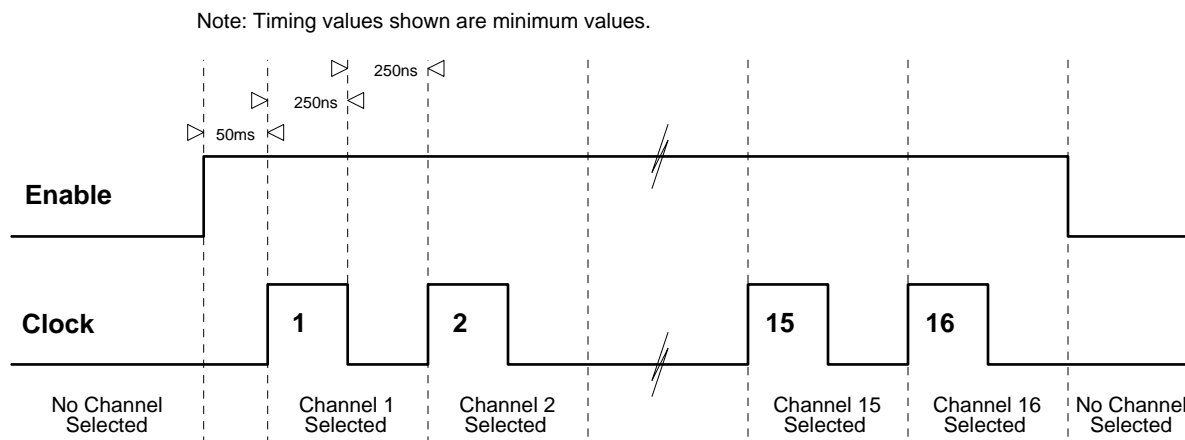 Note: Timing values shown are minimum values.
250ns
250ns
50ms
Enable
Clock
1
2
15
16
No Channel
Selected
Channel 1
Selected
Channel 2
Selected
Channel 15
Selected
Channel 16
Selected
No Channel
Selected